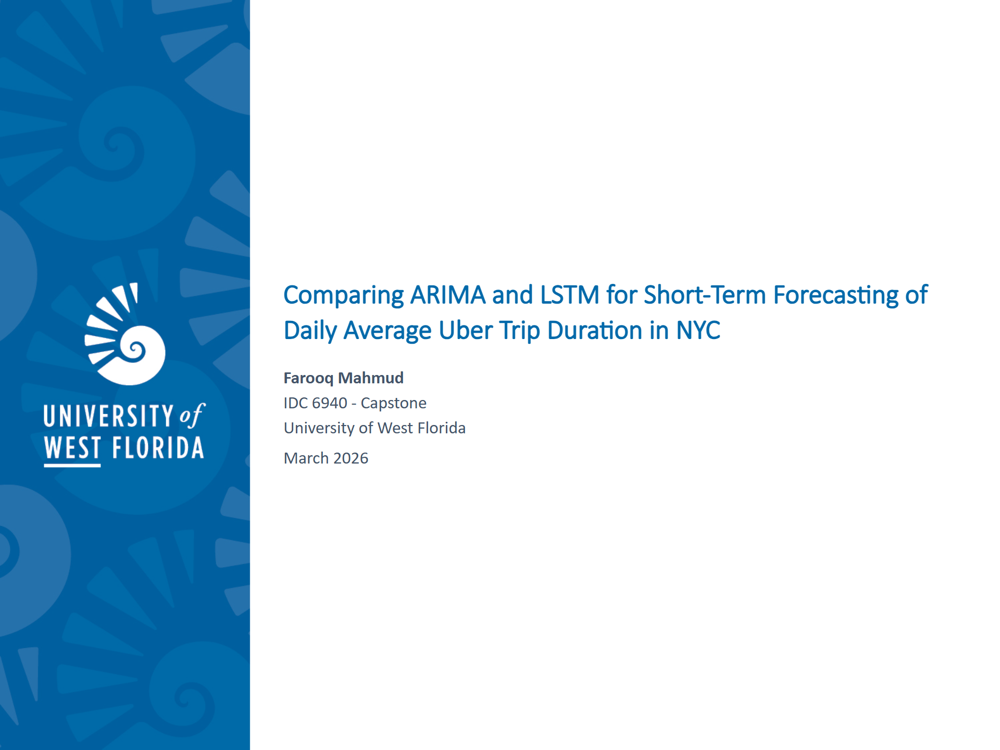 UNIVERSITY of
WEST FLORIDA
Comparing ARIMA and LSTM for Short-Term Forecasting of
Daily Average Uber Trip Duration in NYC
Farooq Mahmud
IDC 6940 - Capstone
University of West Florida
March 2026